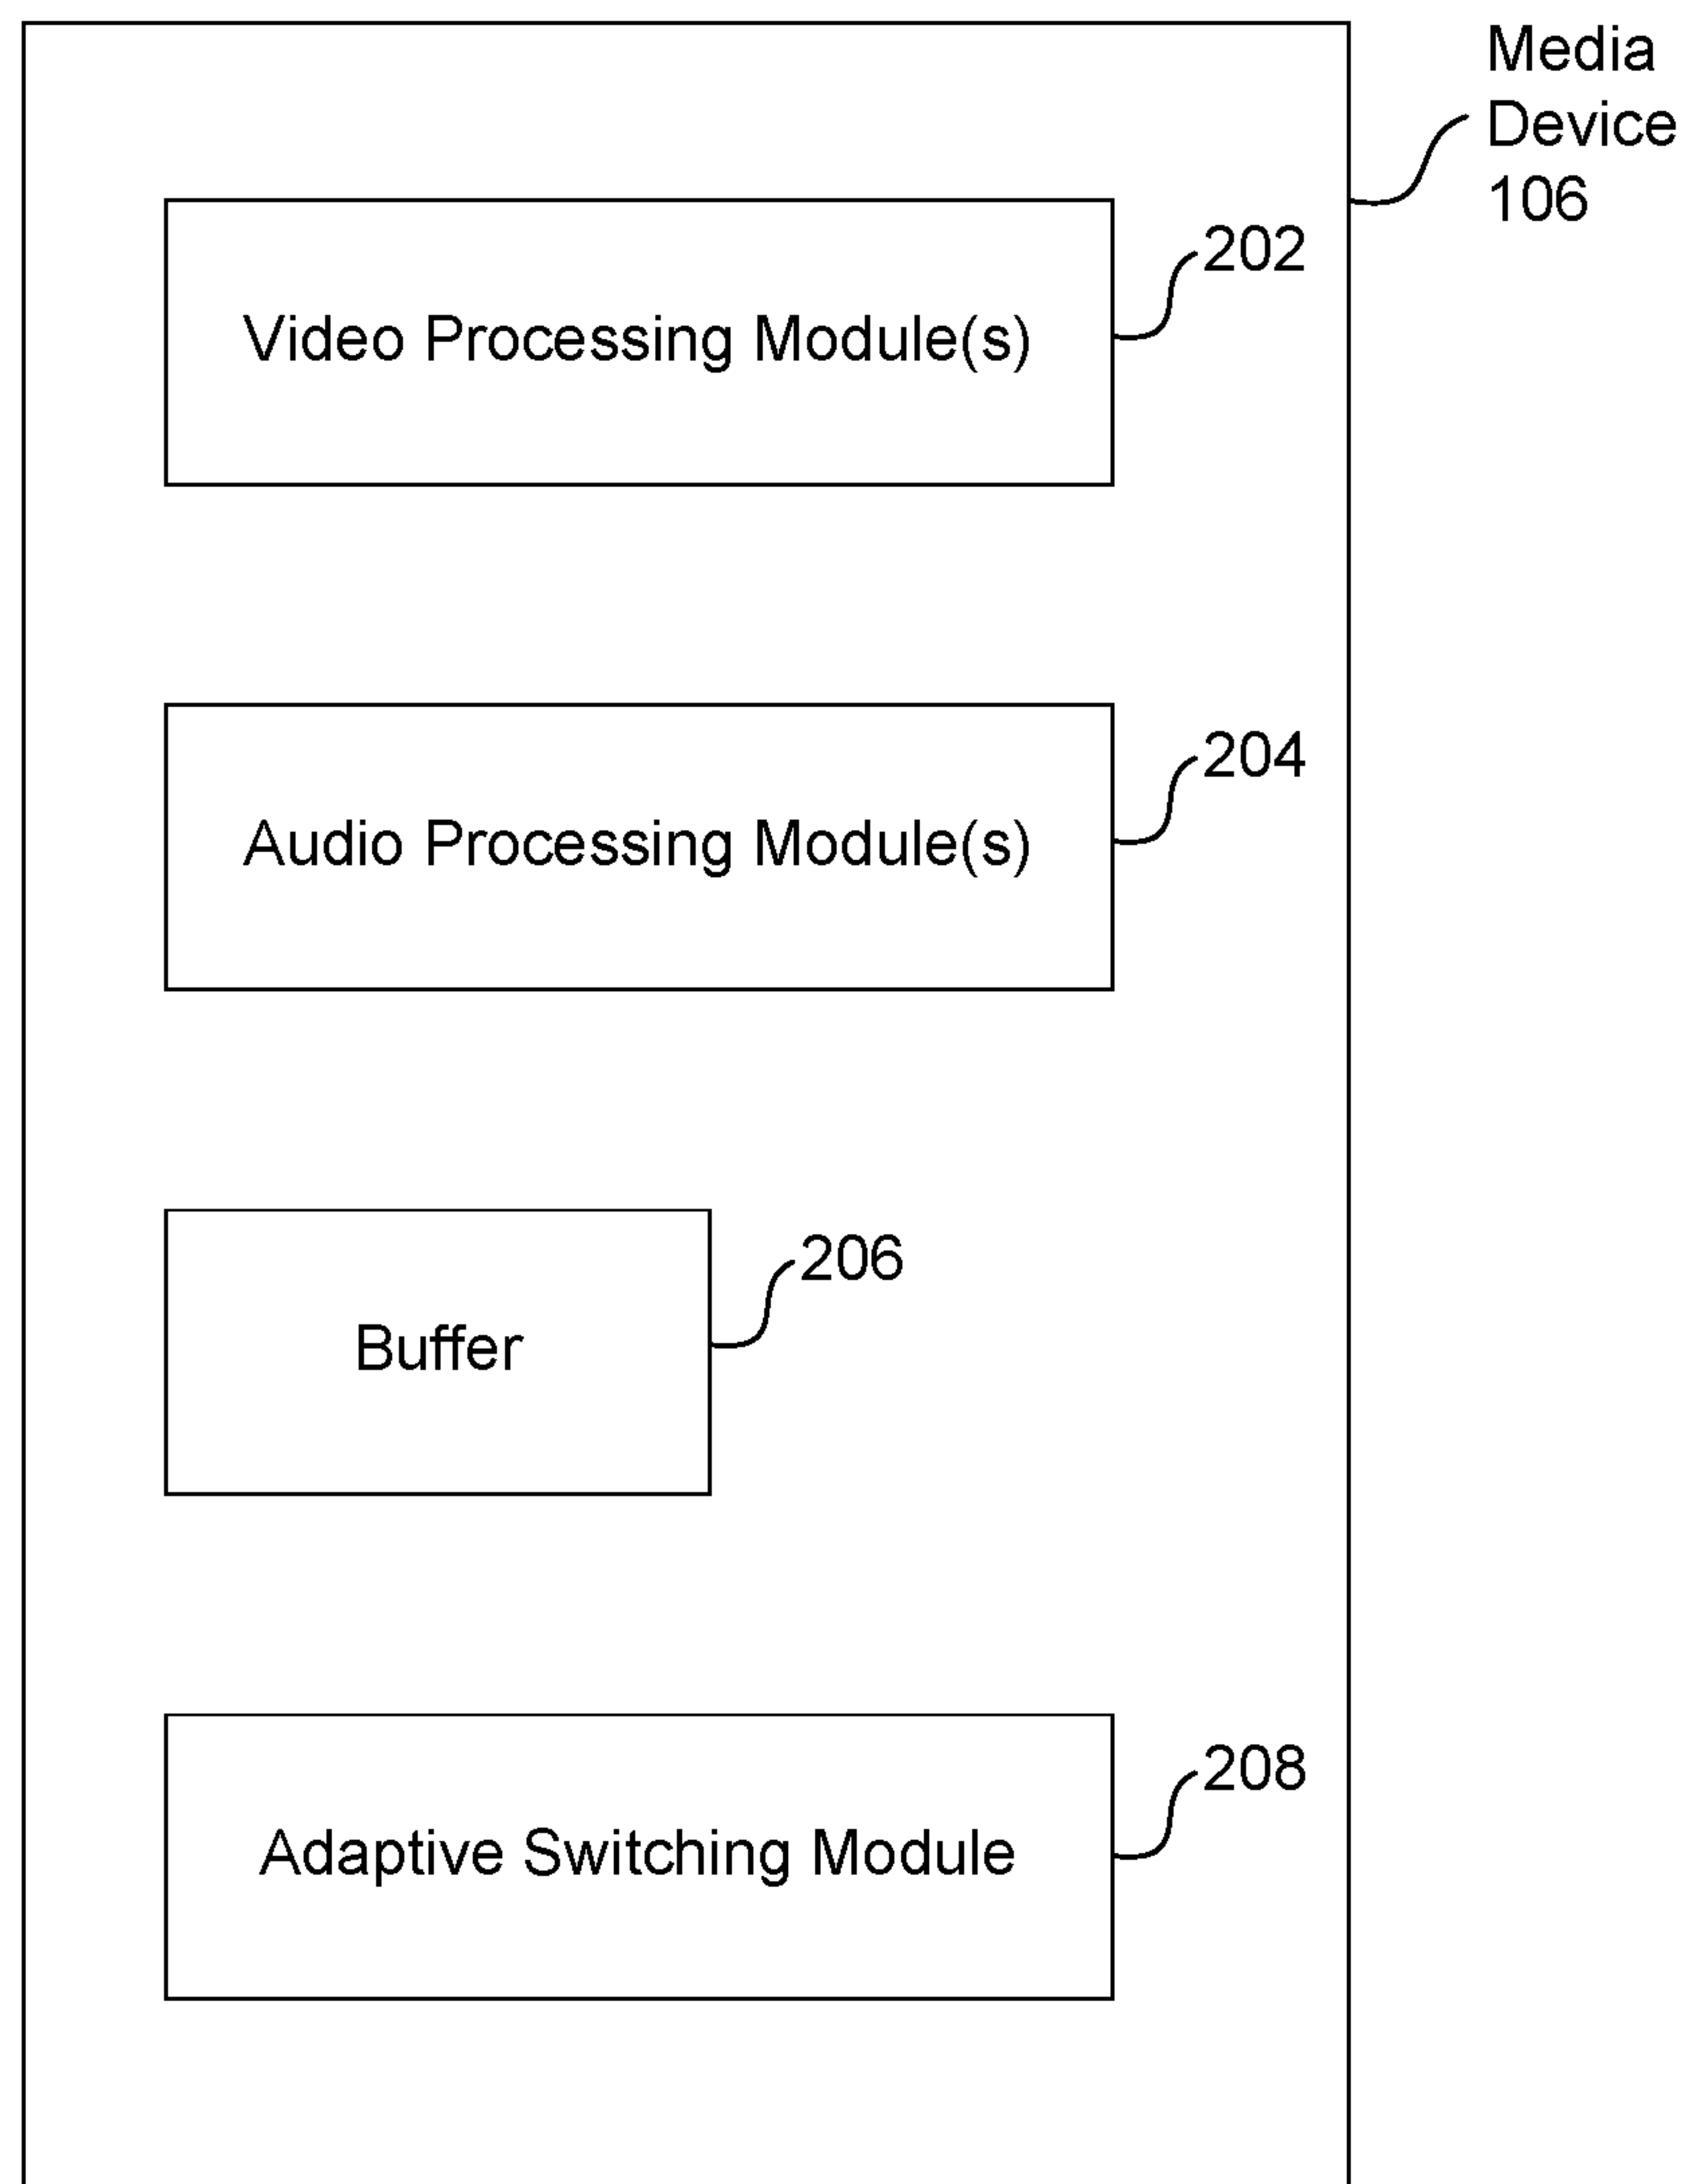 Media
Device
106
202
Video Processing Module(s)
204
Audio Processing Module(s)
206
Buffer
208
Adaptive Switching Module